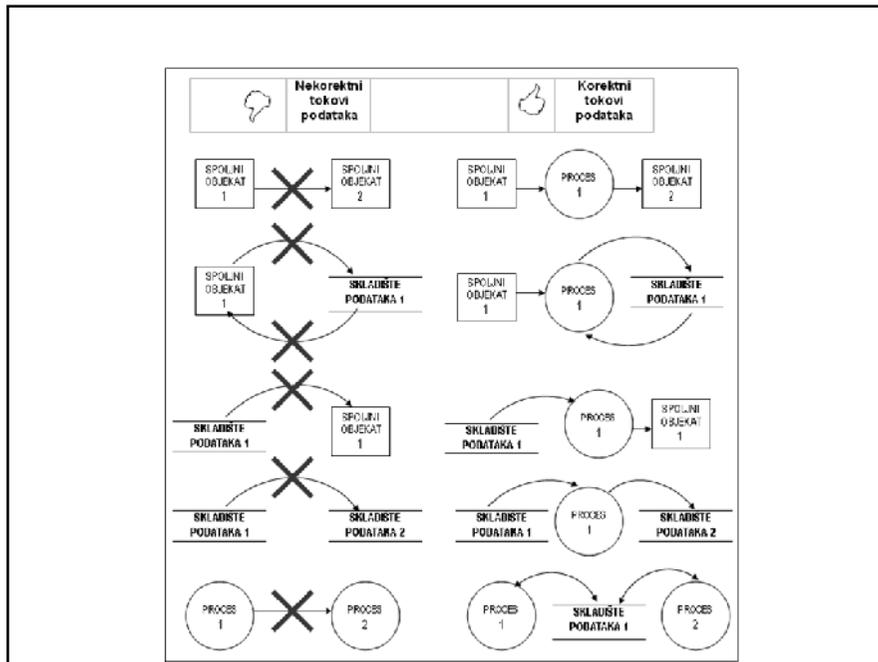 Nekorektni
tokovi
podataka
Korektni
tokovi
podataka
SPOLJNI
OBJEKAT
1
SPOLJNI
OBJEKAT
2
SPOLJNI
OBJEKAT
1
PROCES
1
SPOLJNI
OBJEKAT
2
SPOLJNI
OBJEKAT
1
SKLADIŠTE
PODATAKA 1
SPOLJNI
OBJEKAT
1
PROCES
1
SKLADIŠTE
PODATAKA 1
SKLADIŠTE
PODATAKA 1
SPOLJNI
OBJEKAT
1
SKLADIŠTE
PODATAKA 1
PROCES
1
SPOLJNI
OBJEKAT
1
SKLADIŠTE
PODATAKA 1
SKLADIŠTE
PODATAKA 2
SKLADIŠTE
PODATAKA 1
PROCES
1
SKLADIŠTE
PODATAKA 2
PROCES
1
PROCES
2
PROCES
1
SKLADIŠTE
PODATAKA 1
PROCES
2